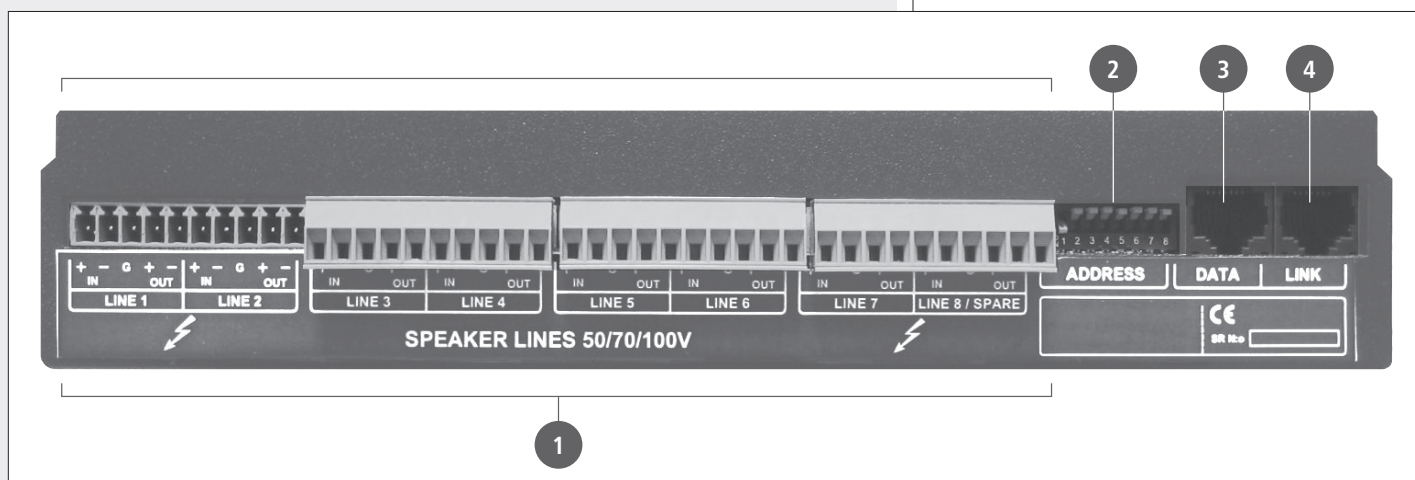 2 3 4
1 2 3 4 5 6 7 8
+ - G + - + - G + -
IN OUT IN OUT
LINE 1 LINE 2
IN OUT IN OUT
LINE 3 LINE 4
IN OUT IN OUT
LINE 5 LINE 6
IN OUT IN OUT
LINE 7 LINE 8 / SPARE
ADDRESS DATA LINK
SPEAKER LINES 50/70/100V
CE
SR N:o
1